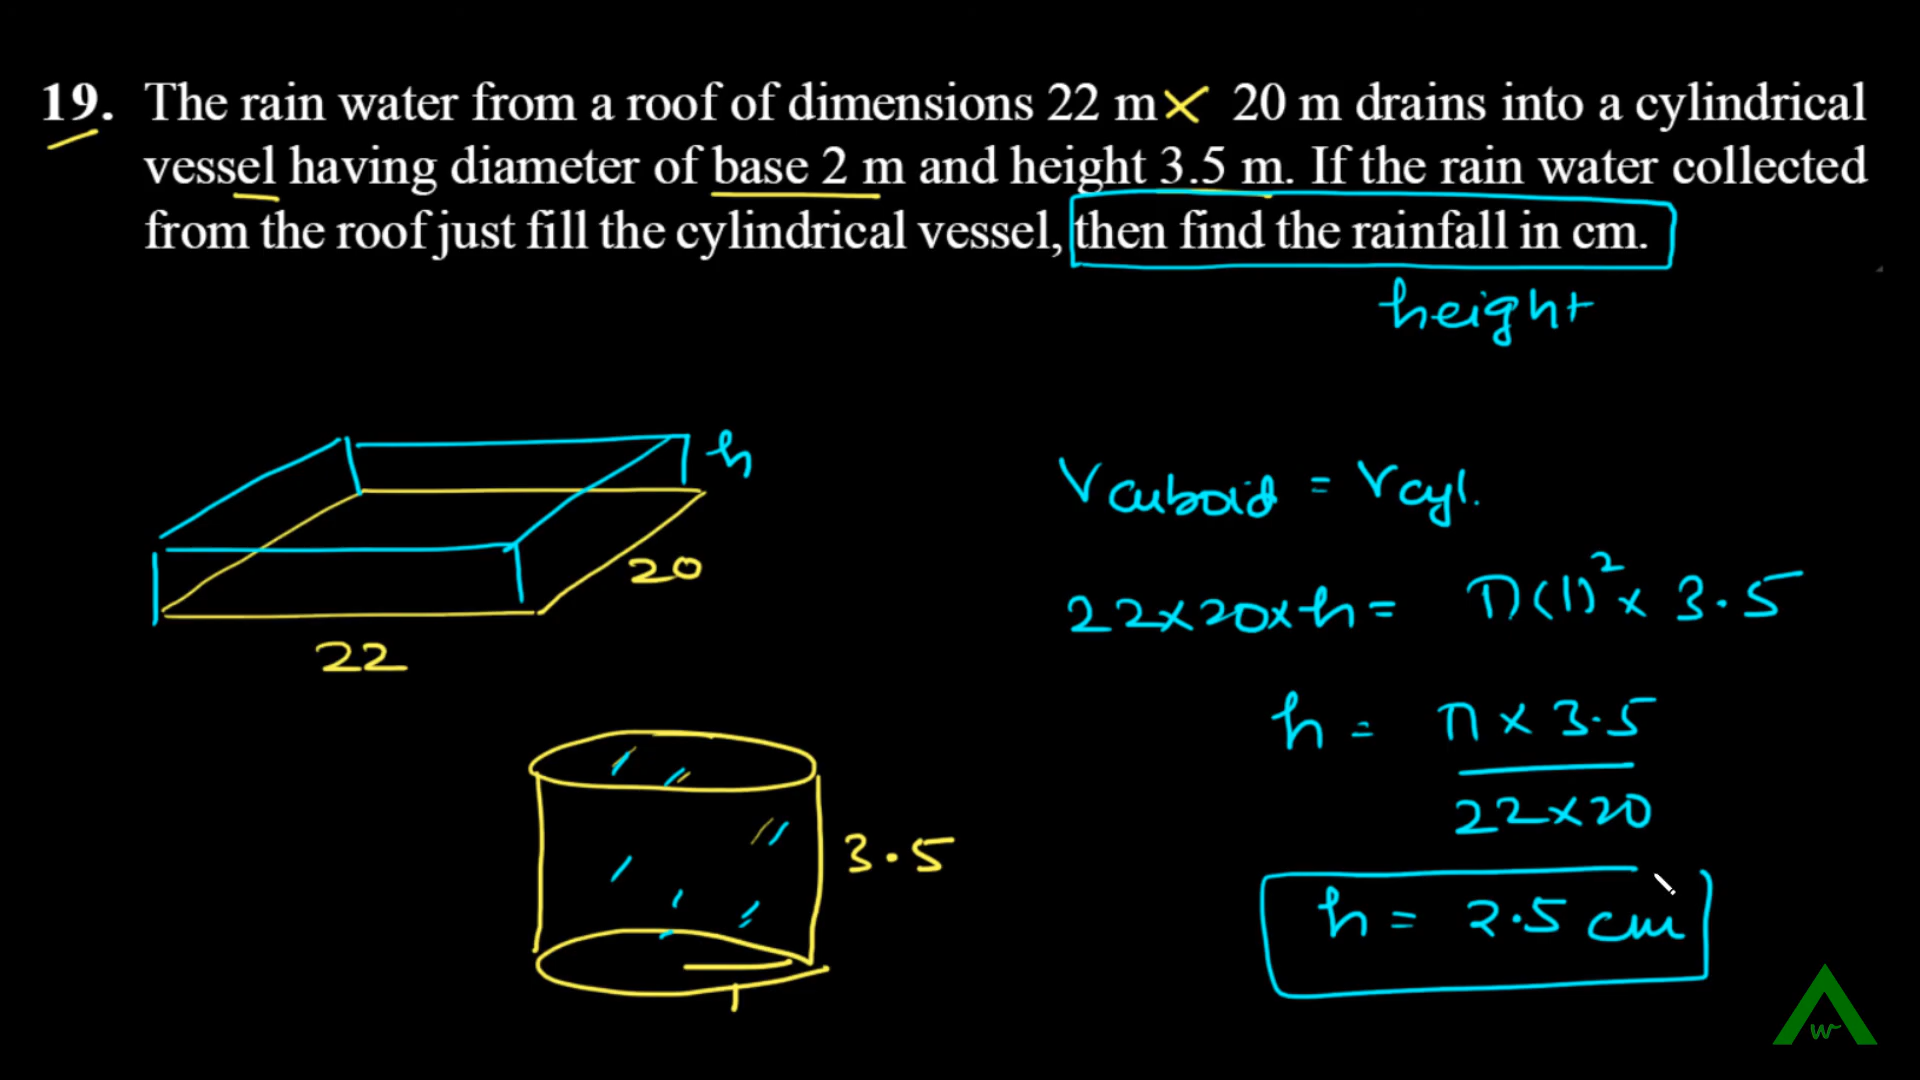 19. The rain water from a roof of dimensions 22 m × 20 m drains into a cylindrical
vessel having diameter of base 2 m and height 3.5 m. If the rain water collected
from the roof just fill the cylindrical vessel, then find the rainfall in cm.
height
h
20
22
3.5
1
V cuboid = V cyl.
22×20×h = π(1)² × 3.5
h = π × 3.5
22×20
h = 2.5 cm
W